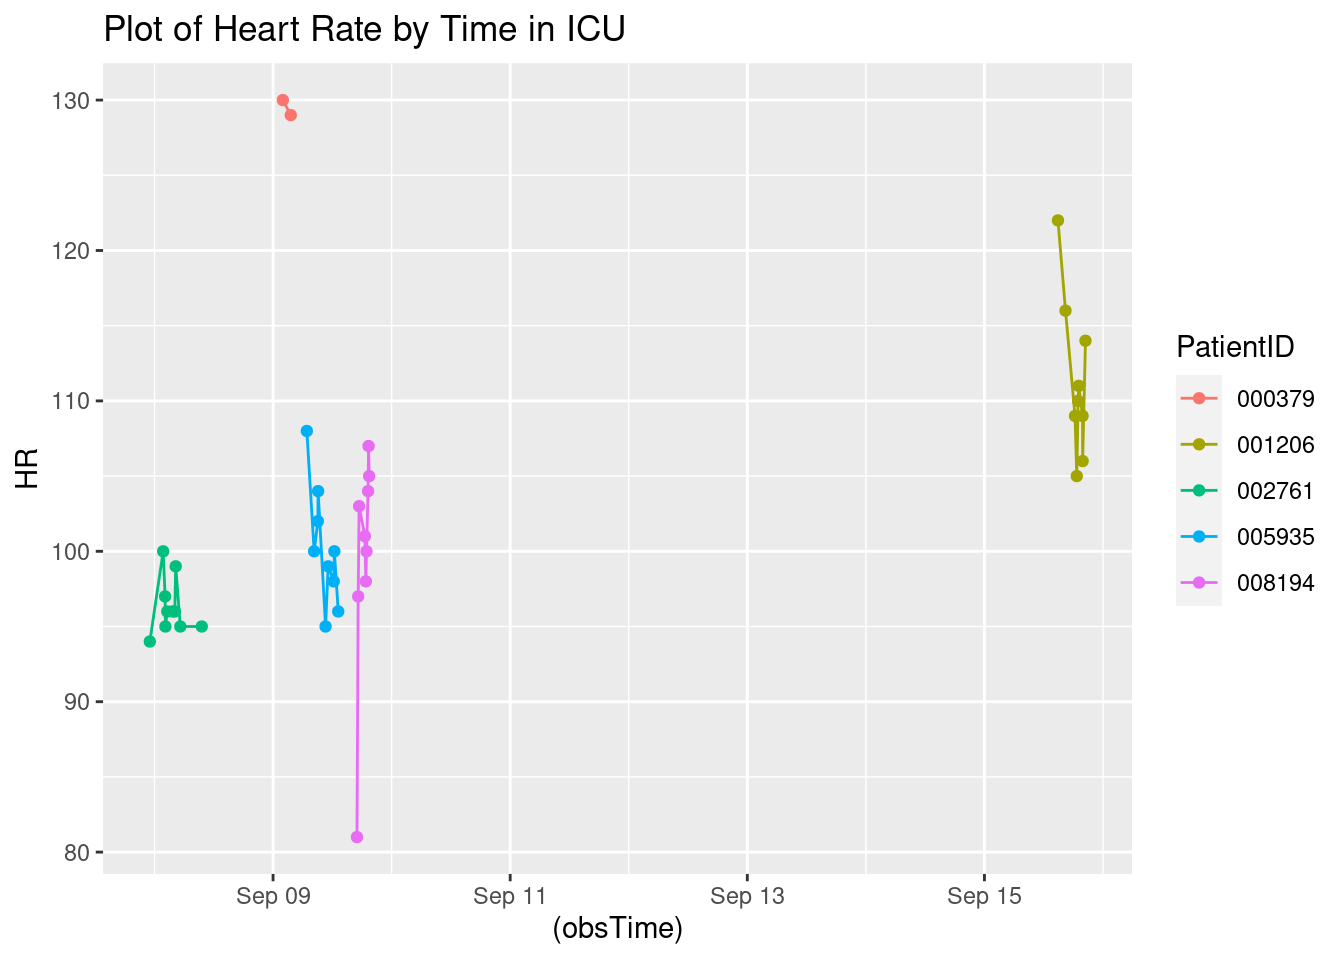 Plot of Heart Rate by Time in ICU
130
120
110
100
90
80
HR
Sep 09 Sep 11 Sep 13 Sep 15
(obsTime)
PatientID
000379
001206
002761
005935
008194